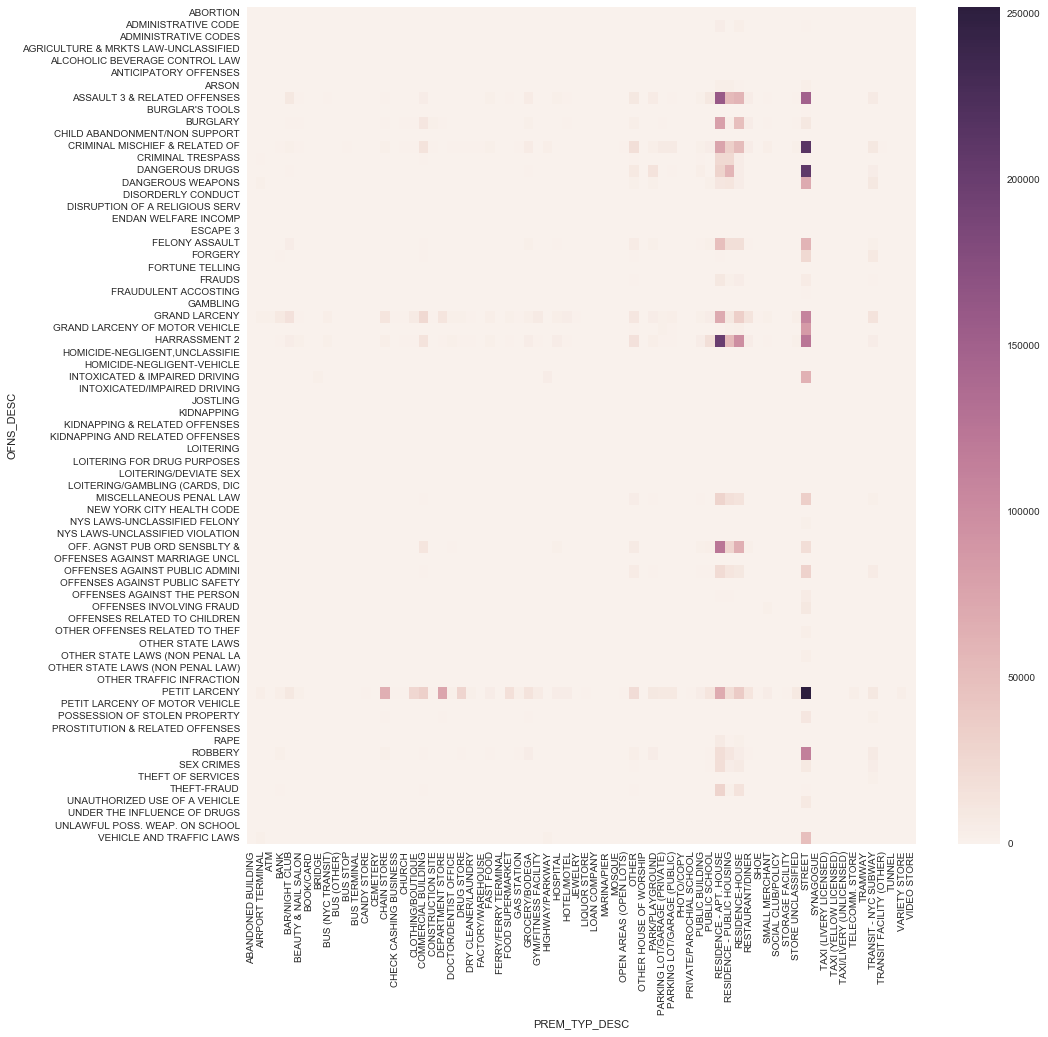 ABORTION
ADMINISTRATIVE CODE
ADMINISTRATIVE CODES
AGRICULTURE & MRKTS LAW-UNCLASSIFIED
ALCOHOLIC BEVERAGE CONTROL LAW
ANTICIPATORY OFFENSES
ARSON
ASSAULT 3 & RELATED OFFENSES
BURGLAR'S TOOLS
BURGLARY
CHILD ABANDONMENT/NON SUPPORT
CRIMINAL MISCHIEF & RELATED OF
CRIMINAL TRESPASS
DANGEROUS DRUGS
DANGEROUS WEAPONS
DISORDERLY CONDUCT
DISRUPTION OF A RELIGIOUS SERV
ENDAN WELFARE INCOMP
ESCAPE 3
FELONY ASSAULT
FORGERY
FORTUNE TELLING
FRAUDS
FRAUDULENT ACCOSTING
GAMBLING
GRAND LARCENY
GRAND LARCENY OF MOTOR VEHICLE
HARRASSMENT 2
HOMICIDE-NEGLIGENT,UNCLASSIFIE
HOMICIDE-NEGLIGENT-VEHICLE
INTOXICATED & IMPAIRED DRIVING
INTOXICATED/IMPAIRED DRIVING
JOSTLING
KIDNAPPING
KIDNAPPING & RELATED OFFENSES
KIDNAPPING AND RELATED OFFENSES
LOITERING
LOITERING FOR DRUG PURPOSES
LOITERING/DEVIATE SEX
LOITERING/GAMBLING (CARDS, DIC
MISCELLANEOUS PENAL LAW
NEW YORK CITY HEALTH CODE
NYS LAWS-UNCLASSIFIED FELONY
NYS LAWS-UNCLASSIFIED VIOLATION
OFF. AGNST PUB ORD SENSBLTY &
OFFENSES AGAINST MARRIAGE UNCL
OFFENSES AGAINST PUBLIC ADMINI
OFFENSES AGAINST PUBLIC SAFETY
OFFENSES AGAINST THE PERSON
OFFENSES INVOLVING FRAUD
OFFENSES RELATED TO CHILDREN
OTHER OFFENSES RELATED TO THEF
OTHER STATE LAWS
OTHER STATE LAWS (NON PENAL LA
OTHER STATE LAWS (NON PENAL LAW)
OTHER TRAFFIC INFRACTION
PETIT LARCENY
PETIT LARCENY OF MOTOR VEHICLE
POSSESSION OF STOLEN PROPERTY
PROSTITUTION & RELATED OFFENSES
RAPE
ROBBERY
SEX CRIMES
THEFT OF SERVICES
THEFT-FRAUD
UNAUTHORIZED USE OF A VEHICLE
UNDER THE INFLUENCE OF DRUGS
UNLAWFUL POSS. WEAP. ON SCHOOL
VEHICLE AND TRAFFIC LAWS
OFNS_DESC
ABANDONED BUILDING
AIRPORT TERMINAL
ATM
BANK
BAR/NIGHT CLUB
BEAUTY & NAIL SALON
BOOK/CARD
BRIDGE
BUS (NYC TRANSIT)
BUS (OTHER)
BUS STOP
BUS TERMINAL
CANDY STORE
CEMETERY
CHAIN STORE
CHECK CASHING BUSINESS
CHURCH
CLOTHING/BOUTIQUE
COMMERCIAL BUILDING
CONSTRUCTION SITE
DEPARTMENT STORE
DOCTOR/DENTIST OFFICE
DRUG STORE
DRY CLEANER/LAUNDRY
FACTORY/WAREHOUSE
FAST FOOD
FERRY/FERRY TERMINAL
FOOD SUPERMARKET
GAS STATION
GROCERY/BODEGA
GYM/FITNESS FACILITY
HIGHWAY/PARKWAY
HOSPITAL
HOTEL/MOTEL
JEWELRY
LIQUOR STORE
LOAN COMPANY
MARINA/PIER
MOSQUE
OPEN AREAS (OPEN LOTS)
OTHER
OTHER HOUSE OF WORSHIP
PARK/PLAYGROUND
PARKING LOT/GARAGE (PRIVATE)
PARKING LOT/GARAGE (PUBLIC)
PHOTO/COPY
PRIVATE/PAROCHIAL SCHOOL
PUBLIC BUILDING
PUBLIC SCHOOL
RESIDENCE - APT. HOUSE
RESIDENCE - PUBLIC HOUSING
RESIDENCE-HOUSE
RESTAURANT/DINER
SHOE
SMALL MERCHANT
SOCIAL CLUB/POLICY
STORAGE FACILITY
STORE UNCLASSIFIED
STREET
SYNAGOGUE
TAXI (LIVERY LICENSED)
TAXI (YELLOW LICENSED)
TAXI/LIVERY (UNLICENSED)
TELECOMM. STORE
TRAMWAY
TRANSIT - NYC SUBWAY
TRANSIT FACILITY (OTHER)
TUNNEL
VARIETY STORE
VIDEO STORE
PREM_TYP_DESC
250000
200000
150000
100000
50000
0